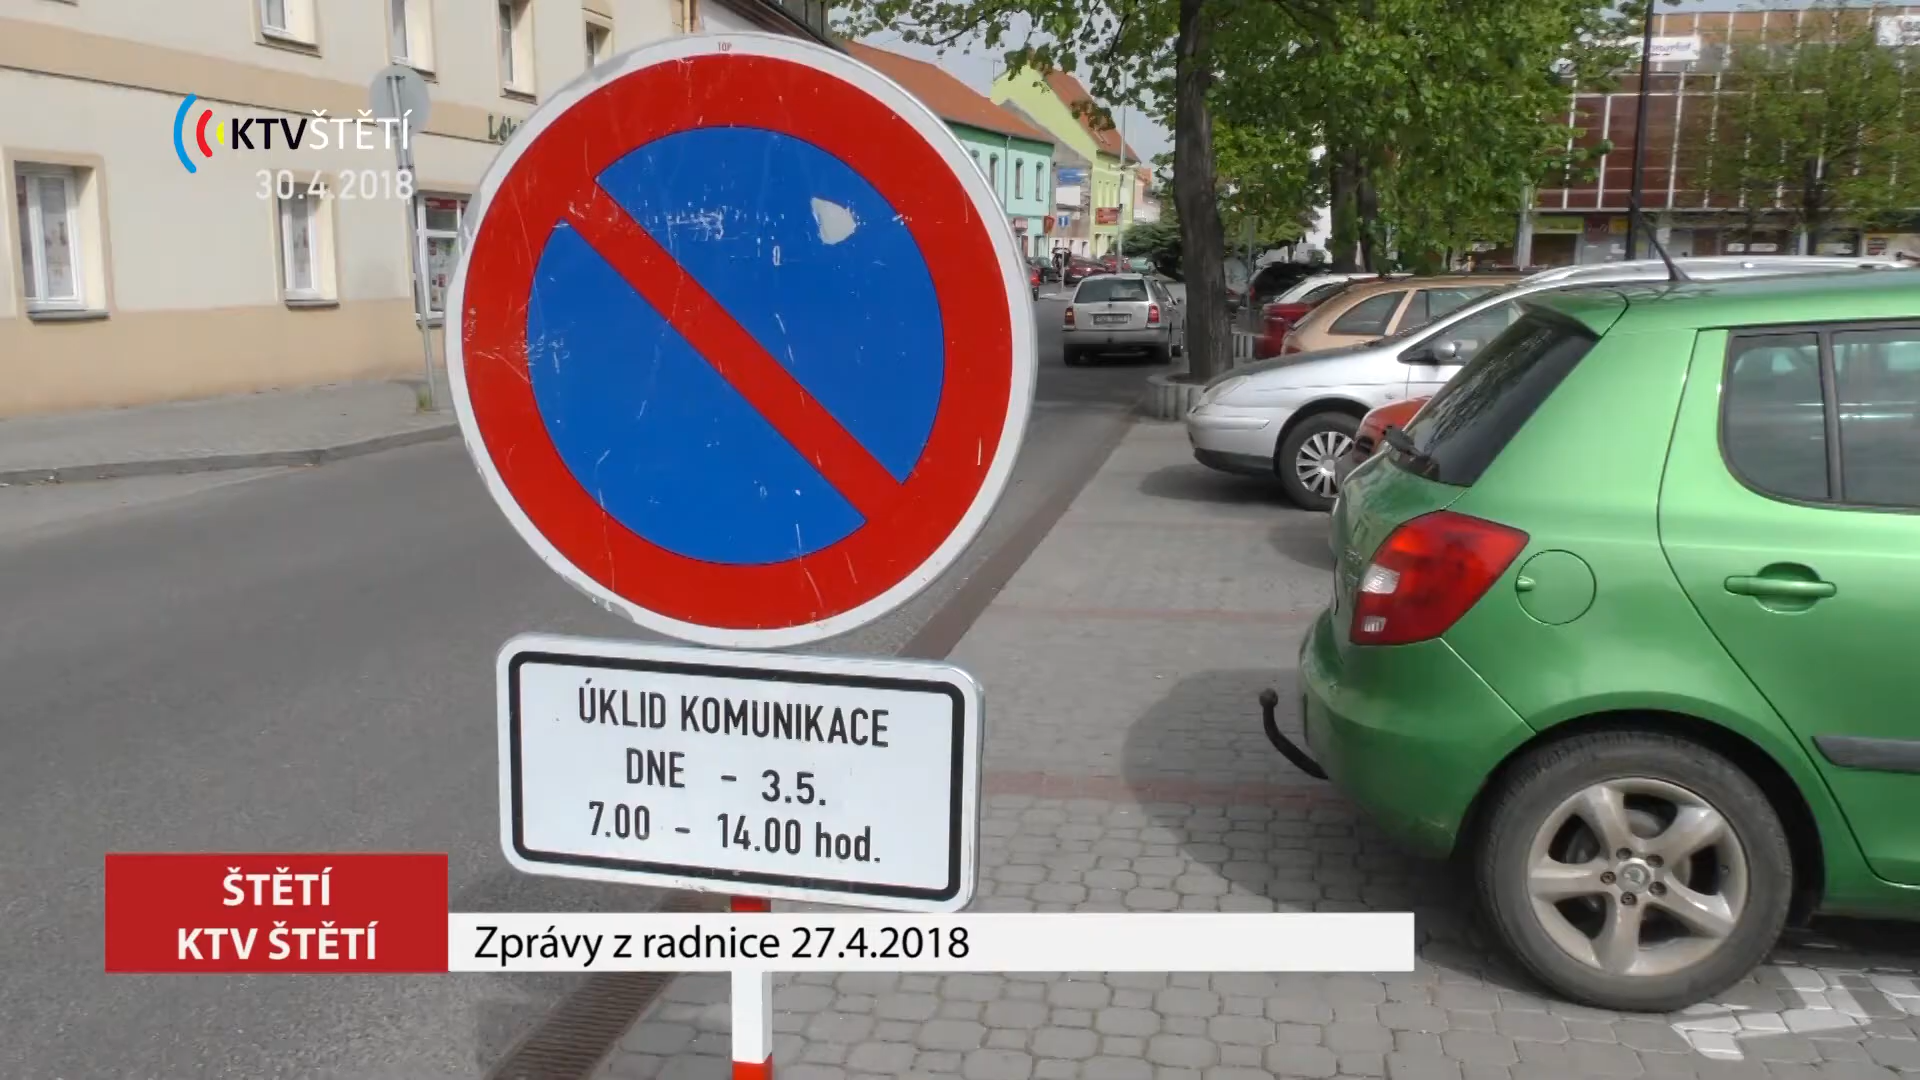 KTVŠTĚTÍ
30.4.2018
TOP
ÚKLID KOMUNIKACE
DNE - 3.5.
7.00 - 14.00 hod.
ŠTĚTÍ
KTV ŠTĚTÍ
Zprávy z radnice 27.4.2018